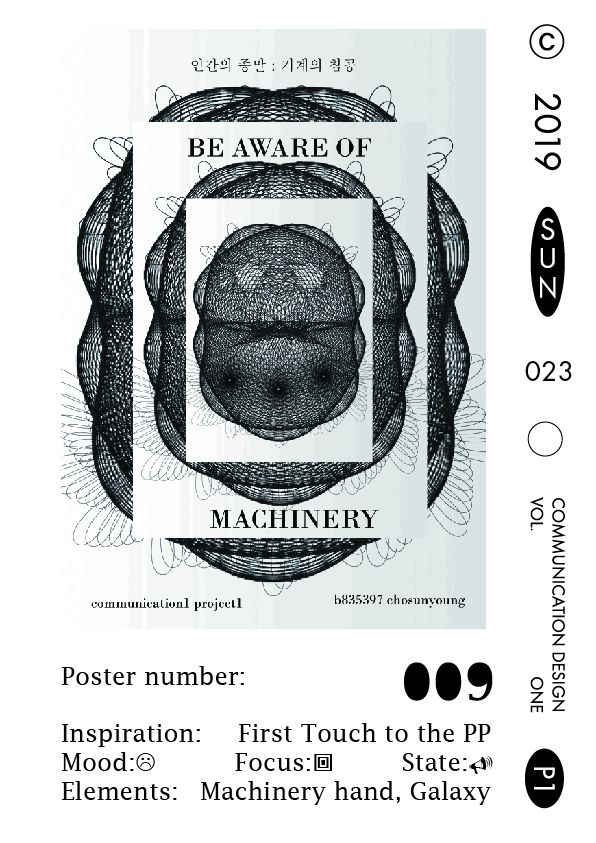 인간의 종말 : 기계의 침공
BE AWARE OF
MACHINERY
communication1 project1
b835397 chosunyoung
Poster number: 009
Inspiration: First Touch to the PP
Mood:☹ Focus: State:
Elements: Machinery hand, Galaxy
©
2019
SUN
023
COMMUNICATION DESIGN
VOL. ONE
P1